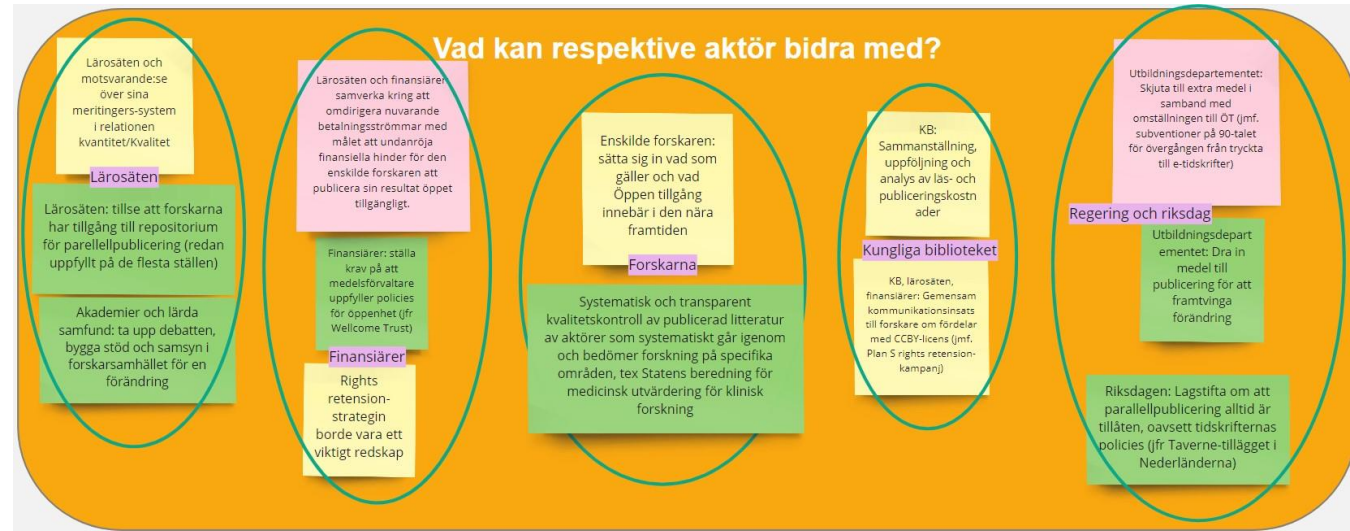 Vad kan respektive aktör bidra med?
Lärosäten och
motsvarande:se
över sina
meritingers-system
i relationen
kvantitet/Kvalitet
Lärosäten
Lärosäten: tillse att forskarna
har tillgång till repositorium
för parellellpublicering (redan
uppfyllt på de flesta ställen)
Akademier och lärda
samfund: ta upp debatten,
bygga stöd och samsyn i
forskarsamhället för en
förändring
Lärosäten och finansiärer
samverka kring att
omdirigera nuvarande
betalningsströmmar med
målet att undanröja
finansiella hinder för den
enskilde forskaren att
publicera sin resultat öppet
tillgängligt.
Finansiärer: ställa
krav på att
medelsförvaltare
uppfyller policies
för öppenhet (jfr
Wellcome Trust)
Finansiärer
Rights
retension-
strategin
borde vara ett
viktigt redskap
Enskilde forskaren:
sätta sig in vad som
gäller och vad
Öppen tillgång
innebär i den nära
framtiden
Forskarna
Systematisk och transparent
kvalitetskontroll av publicerad litteratur
av aktörer som systematiskt går igenom
och bedömer forskning på specifika
områden, tex Statens beredning för
medicinsk utvärdering för klinisk
forskning
KB:
Sammanställning,
uppföljning och
analys av läs- och
publiceringskostn
ader
Kungliga biblioteket
KB, lärosäten,
finansiärer: Gemensam
kommunikationsinsats
till forskare om fördelar
med CCBY-licens (jmf.
Plan S rights retension-
kampanj)
Utbildningsdepartementet:
Skjuta till extra medel i
samband med
omställningen till ÖT (jmf.
subventioner på 90-talet
för övergången från tryckta
till e-tidskrifter)
Regering och riksdag
Utbildningsdepart
ementet: Dra in
medel till
publicering för att
framtvinga
förändring
Riksdagen: Lagstifta om att
parallellpublicering alltid är
tillåten, oavsett tidskrifternas
policies (jfr Taverne-tillägget i
Nederländerna)